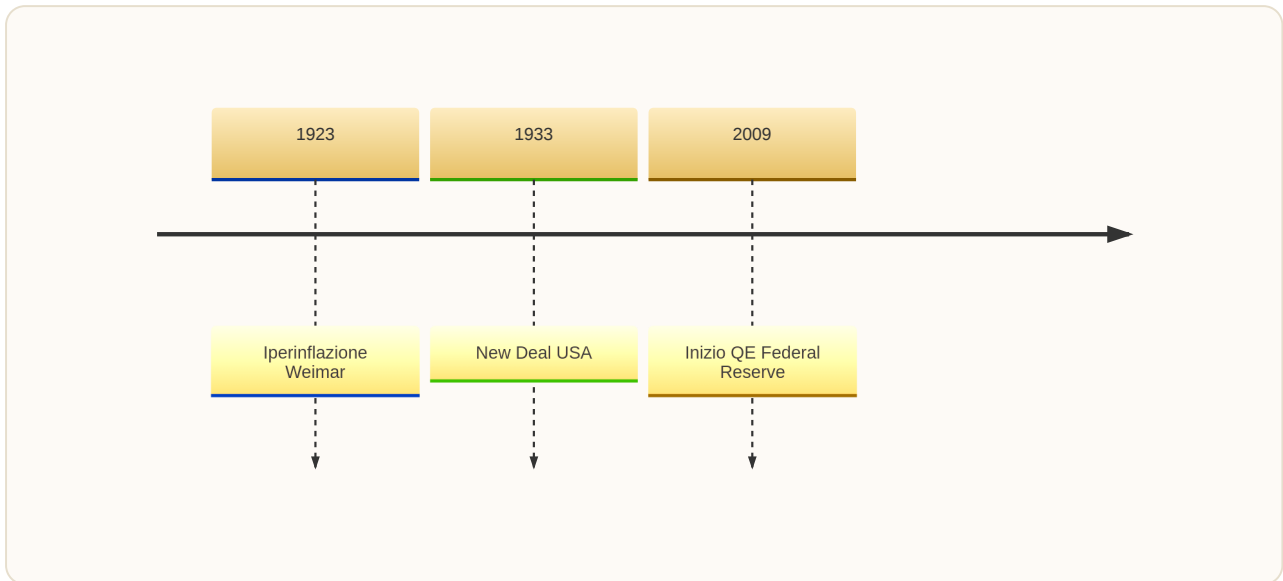 1923
1933
2009
Iperinflazione
Weimar
New Deal USA
Inizio QE Federal
Reserve